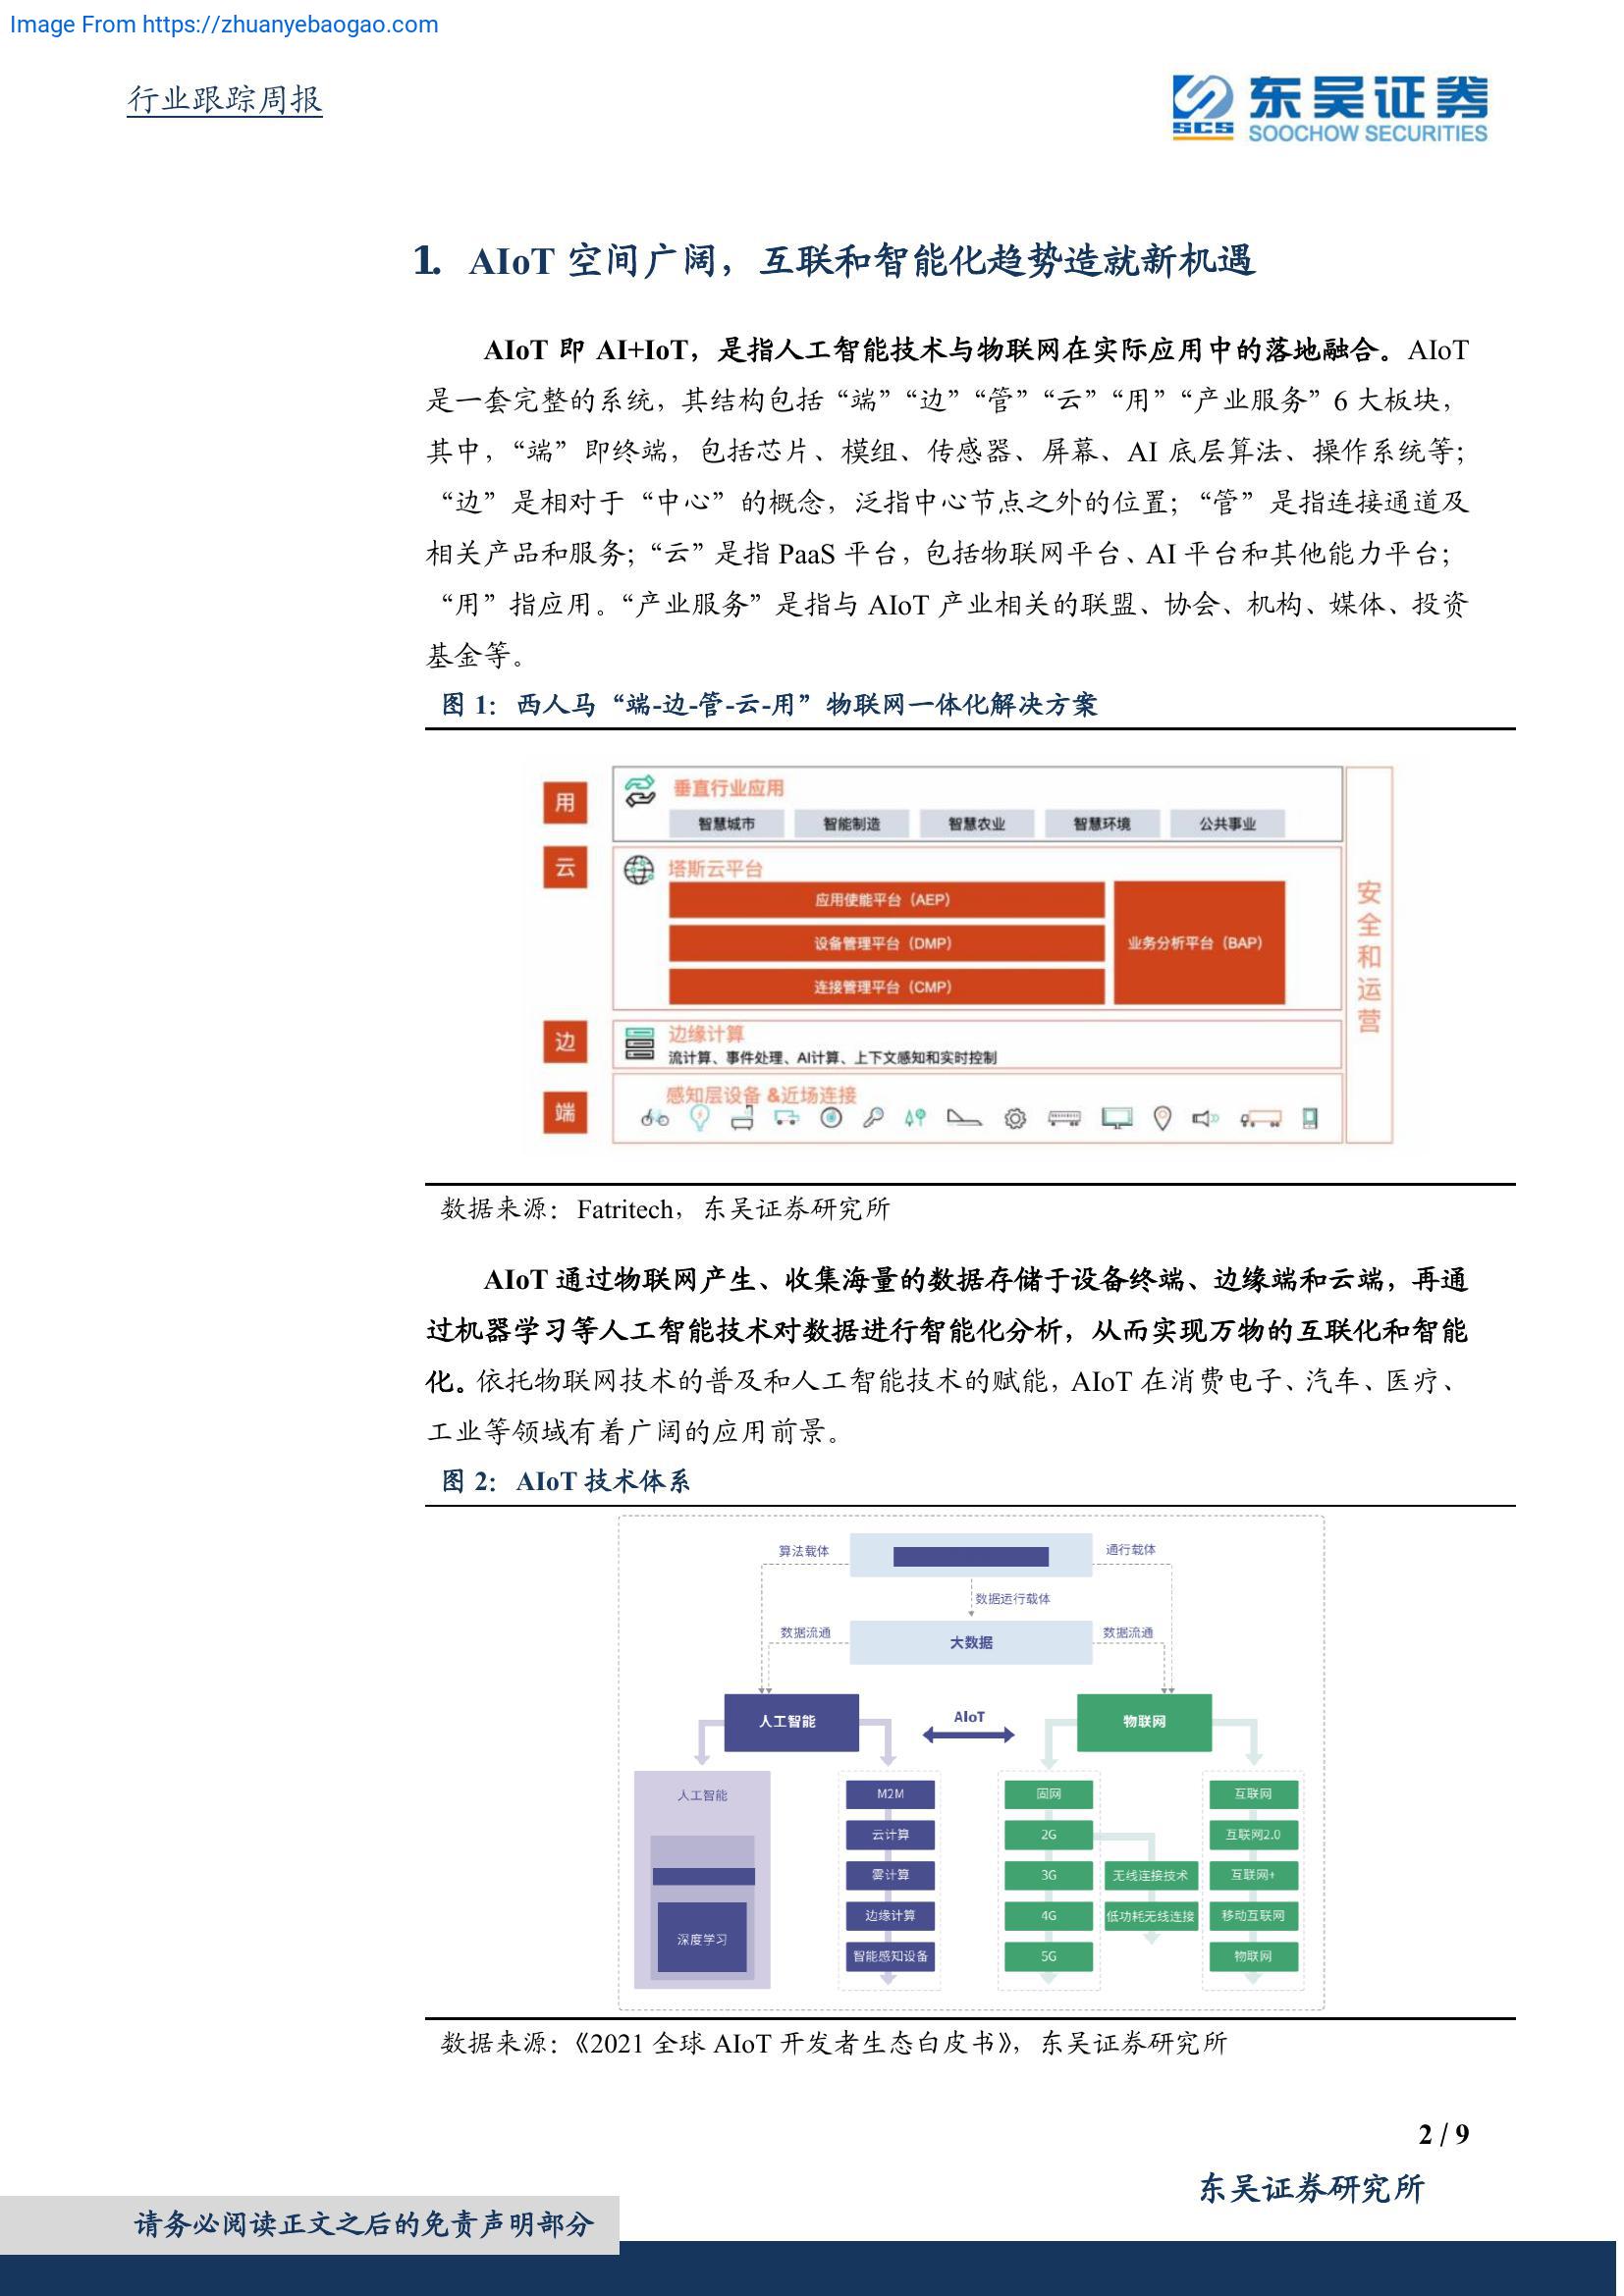 Image From https://zhuanyebaogao.com
行业跟踪周报
东吴证券
SCS
SOOCHOW SECURITIES
1. AIoT 空间广阔，互联和智能化趋势造就新机遇
AIoT 即 AI+IoT，是指人工智能技术与物联网在实际应用中的落地融合。AIoT
是一套完整的系统，其结构包括“端”“边”“管”“云”“用”“产业服务”6 大板块，
其中，“端”即终端，包括芯片、模组、传感器、屏幕、AI 底层算法、操作系统等；
“边”是相对于“中心”的概念，泛指中心节点之外的位置；“管”是指连接通道及
相关产品和服务；“云”是指 PaaS 平台，包括物联网平台、AI 平台和其他能力平台；
“用”指应用。“产业服务”是指与 AIoT 产业相关的联盟、协会、机构、媒体、投资
基金等。
图 1：西人马“端-边-管-云-用”物联网一体化解决方案
用
垂直行业应用
智慧城市 智能制造 智慧农业 智慧环境 公共事业
云
塔斯云平台
应用使能平台（AEP）
设备管理平台（DMP）
连接管理平台（CMP）
业务分析平台（BAP）
边
边缘计算
流计算、事件处理、AI计算、上下文感知和实时控制
端
感知层设备 &近场连接
安全和运营
数据来源：Fatritech，东吴证券研究所
AIoT 通过物联网产生、收集海量的数据存储于设备终端、边缘端和云端，再通
过机器学习等人工智能技术对数据进行智能化分析，从而实现万物的互联化和智能
化。依托物联网技术的普及和人工智能技术的赋能，AIoT 在消费电子、汽车、医疗、
工业等领域有着广阔的应用前景。
图 2：AIoT 技术体系
算法载体 通行载体
数据运行载体
数据流通 大数据 数据流通
人工智能 AIoT 物联网
人工智能
深度学习
M2M
云计算
雾计算
边缘计算
智能感知设备
固网
2G
3G
4G
5G
无线连接技术
低功耗无线连接
互联网
互联网2.0
互联网+
移动互联网
物联网
数据来源：《2021 全球 AIoT 开发者生态白皮书》，东吴证券研究所
2 / 9
东吴证券研究所
请务必阅读正文之后的免责声明部分